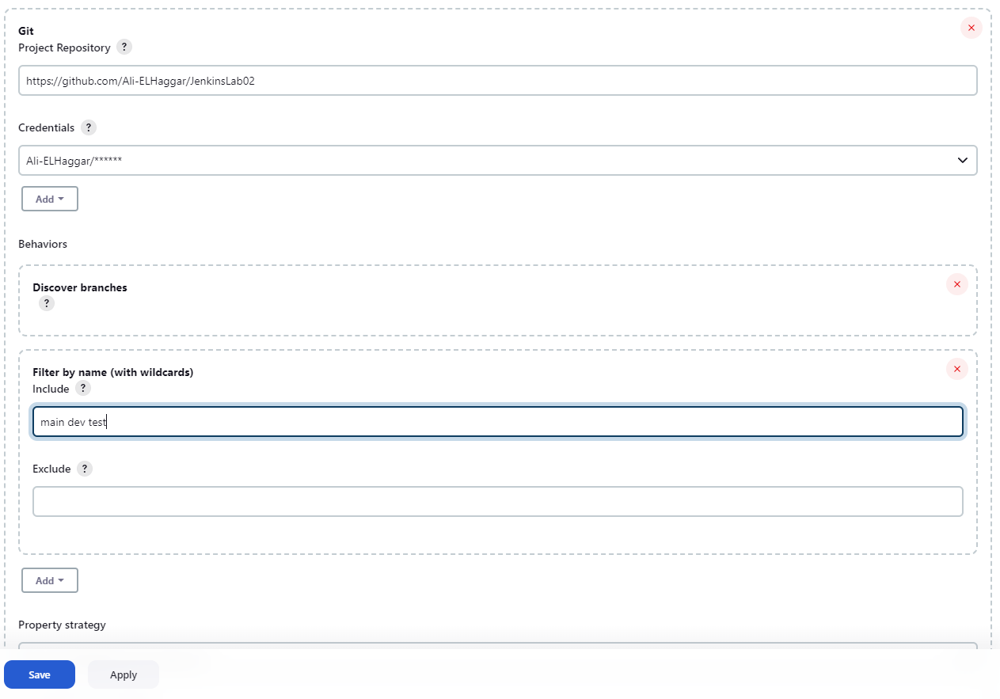 Git
Project Repository ?
https://github.com/Ali-ELHaggar/JenkinsLab02
Credentials ?
Ali-ELHaggar/******
Add
Behaviors
Discover branches
?
Filter by name (with wildcards)
Include ?
main dev test
Exclude ?
Add
Property strategy
Save Apply